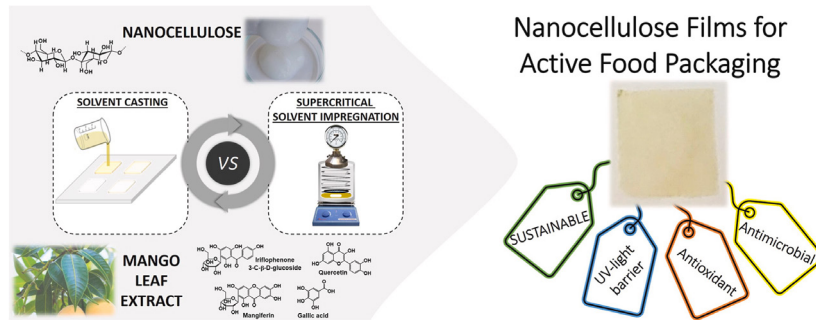 NANOCELLULOSE
SOLVENT CASTING
SUPERCRITICAL
SOLVENT IMPREGNATION
VS
MANGO
LEAF
EXTRACT
Iriflophenone
3-C-β-D-glucoside
Quercetin
Mangiferin
Gallic acid
Nanocellulose Films for
Active Food Packaging
SUSTAINABLE
UV-light
barrier
Antioxidant
Antimicrobial